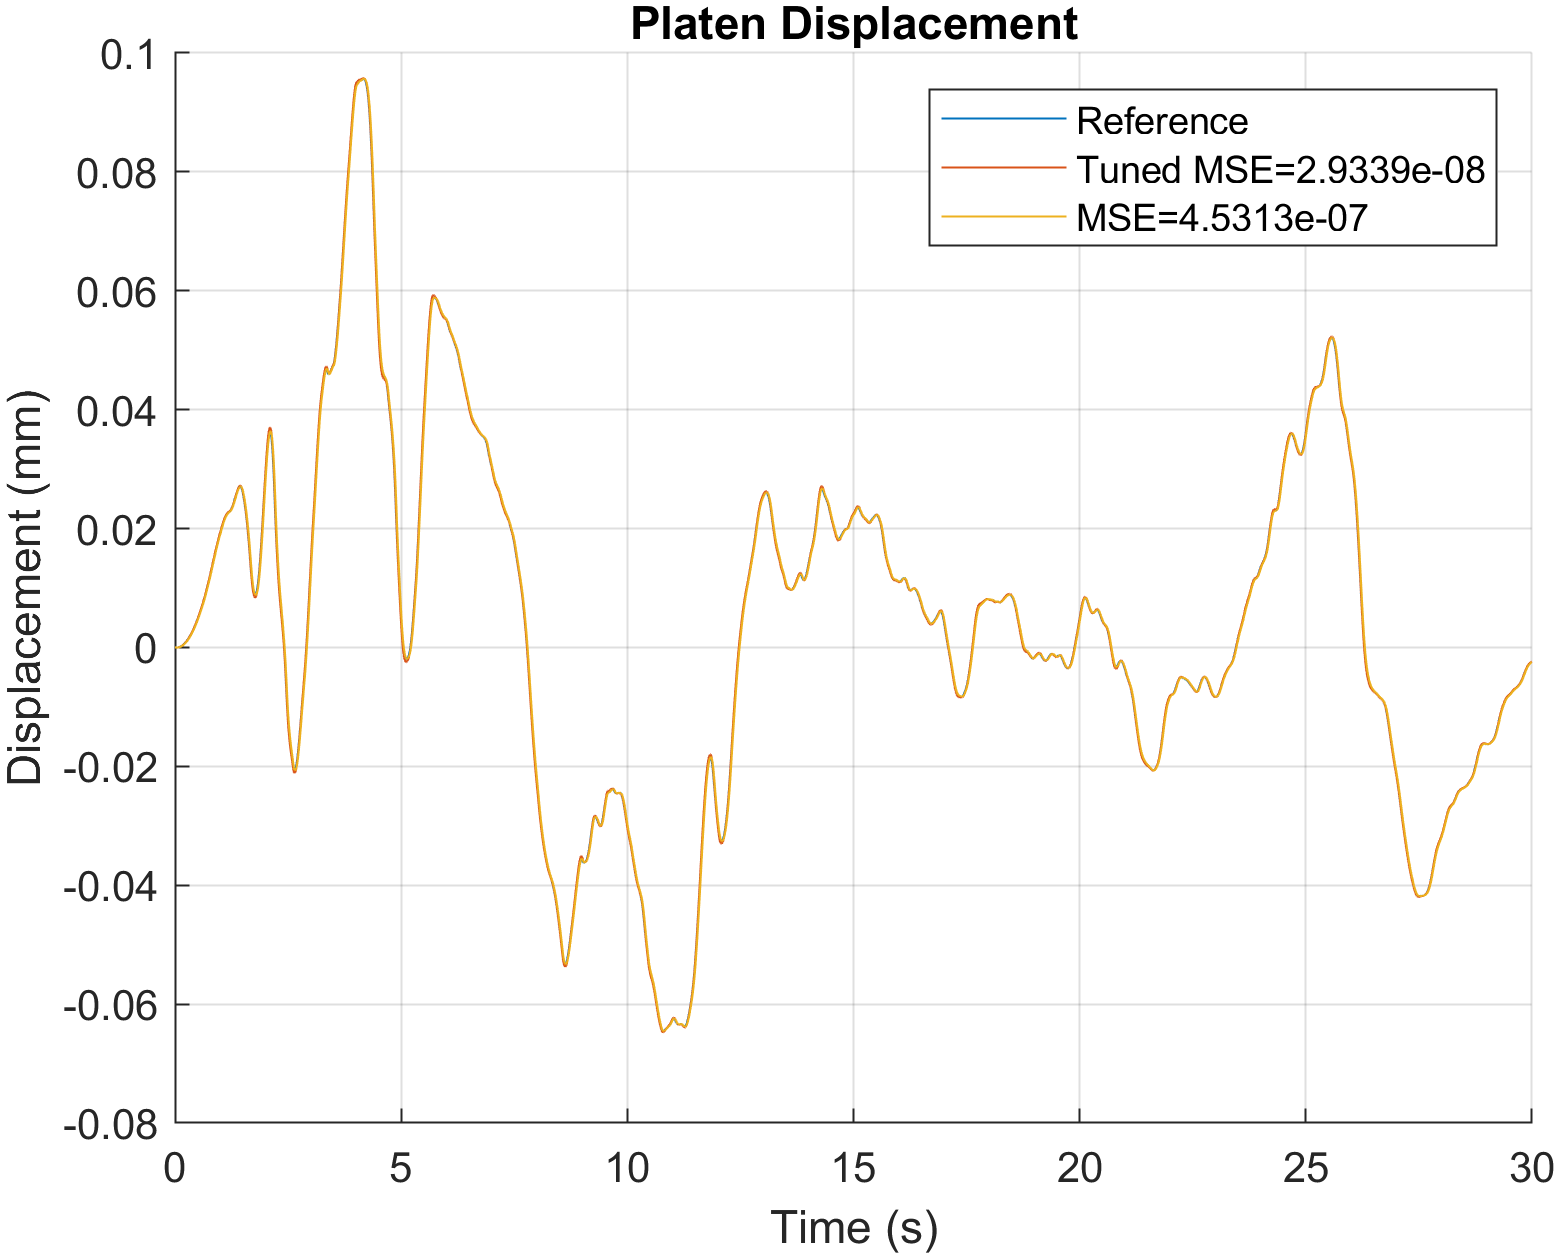 Platen Displacement
0.1
0.08
0.06
0.04
0.02
0
-0.02
-0.04
-0.06
-0.08
Displacement (mm)
Reference
Tuned MSE=2.9339e-08
MSE=4.5313e-07
0 5 10 15 20 25 30
Time (s)